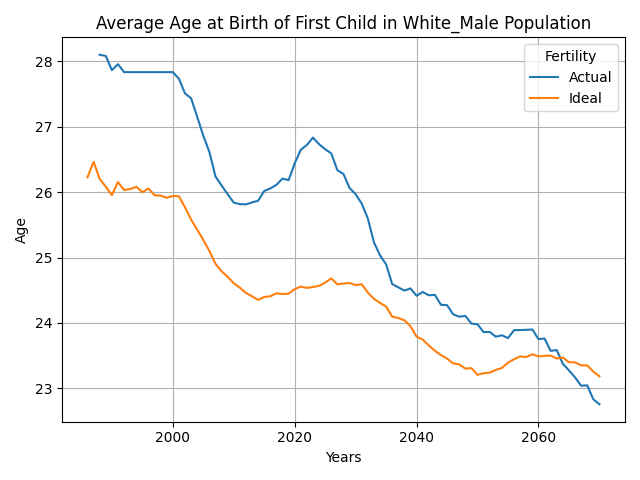 Average Age at Birth of First Child in White_Male Population
Fertility
Actual
Ideal
Age
28
27
26
25
24
23
2000
2020
2040
2060
Years